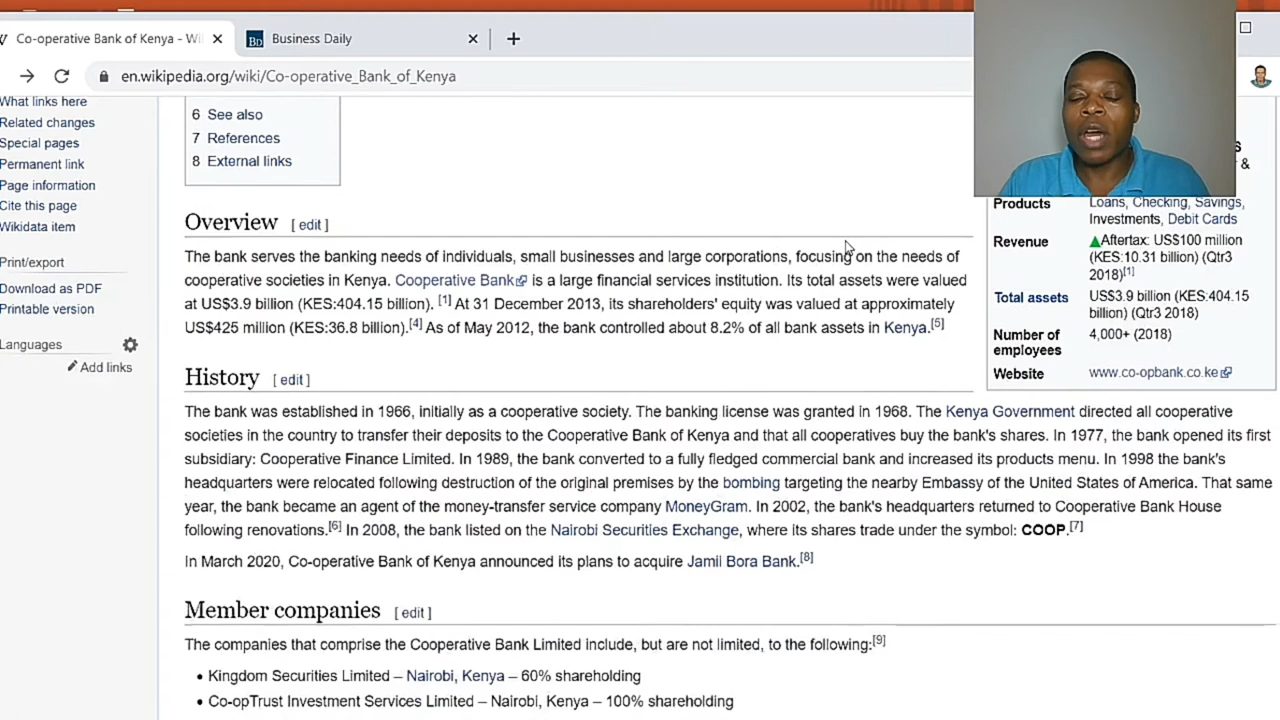 Co-operative Bank of Kenya - Wi
Business Daily
en.wikipedia.org/wiki/Co-operative_Bank_of_Kenya
What links here
Related changes
Special pages
Permanent link
Page information
Cite this page
Wikidata item
Print/export
Download as PDF
Printable version
Languages
Add links
6 See also
7 References
8 External links
Overview [ edit ]
The bank serves the banking needs of individuals, small businesses and large corporations, focusing on the needs of
cooperative societies in Kenya. Cooperative Bank is a large financial services institution. Its total assets were valued
at US$3.9 billion (KES:404.15 billion). [1] At 31 December 2013, its shareholders' equity was valued at approximately
US$425 million (KES:36.8 billion).[4] As of May 2012, the bank controlled about 8.2% of all bank assets in Kenya.[5]
&
Products Loans, Checking, Savings,
Investments, Debit Cards
Revenue ▲Aftertax: US$100 million
(KES:10.31 billion) (Qtr3
2018)[1]
Total assets US$3.9 billion (KES:404.15
billion) (Qtr3 2018)
Number of 4,000+ (2018)
employees
Website www.co-opbank.co.ke
History [ edit ]
The bank was established in 1966, initially as a cooperative society. The banking license was granted in 1968. The Kenya Government directed all cooperative
societies in the country to transfer their deposits to the Cooperative Bank of Kenya and that all cooperatives buy the bank's shares. In 1977, the bank opened its first
subsidiary: Cooperative Finance Limited. In 1989, the bank converted to a fully fledged commercial bank and increased its products menu. In 1998 the bank's
headquarters were relocated following destruction of the original premises by the bombing targeting the nearby Embassy of the United States of America. That same
year, the bank became an agent of the money-transfer service company MoneyGram. In 2002, the bank's headquarters returned to Cooperative Bank House
following renovations.[6] In 2008, the bank listed on the Nairobi Securities Exchange, where its shares trade under the symbol: COOP.[7]
In March 2020, Co-operative Bank of Kenya announced its plans to acquire Jamil Bora Bank.[8]
Member companies [ edit ]
The companies that comprise the Cooperative Bank Limited include, but are not limited, to the following:[9]
• Kingdom Securities Limited – Nairobi, Kenya – 60% shareholding
• Co-opTrust Investment Services Limited – Nairobi, Kenya – 100% shareholding